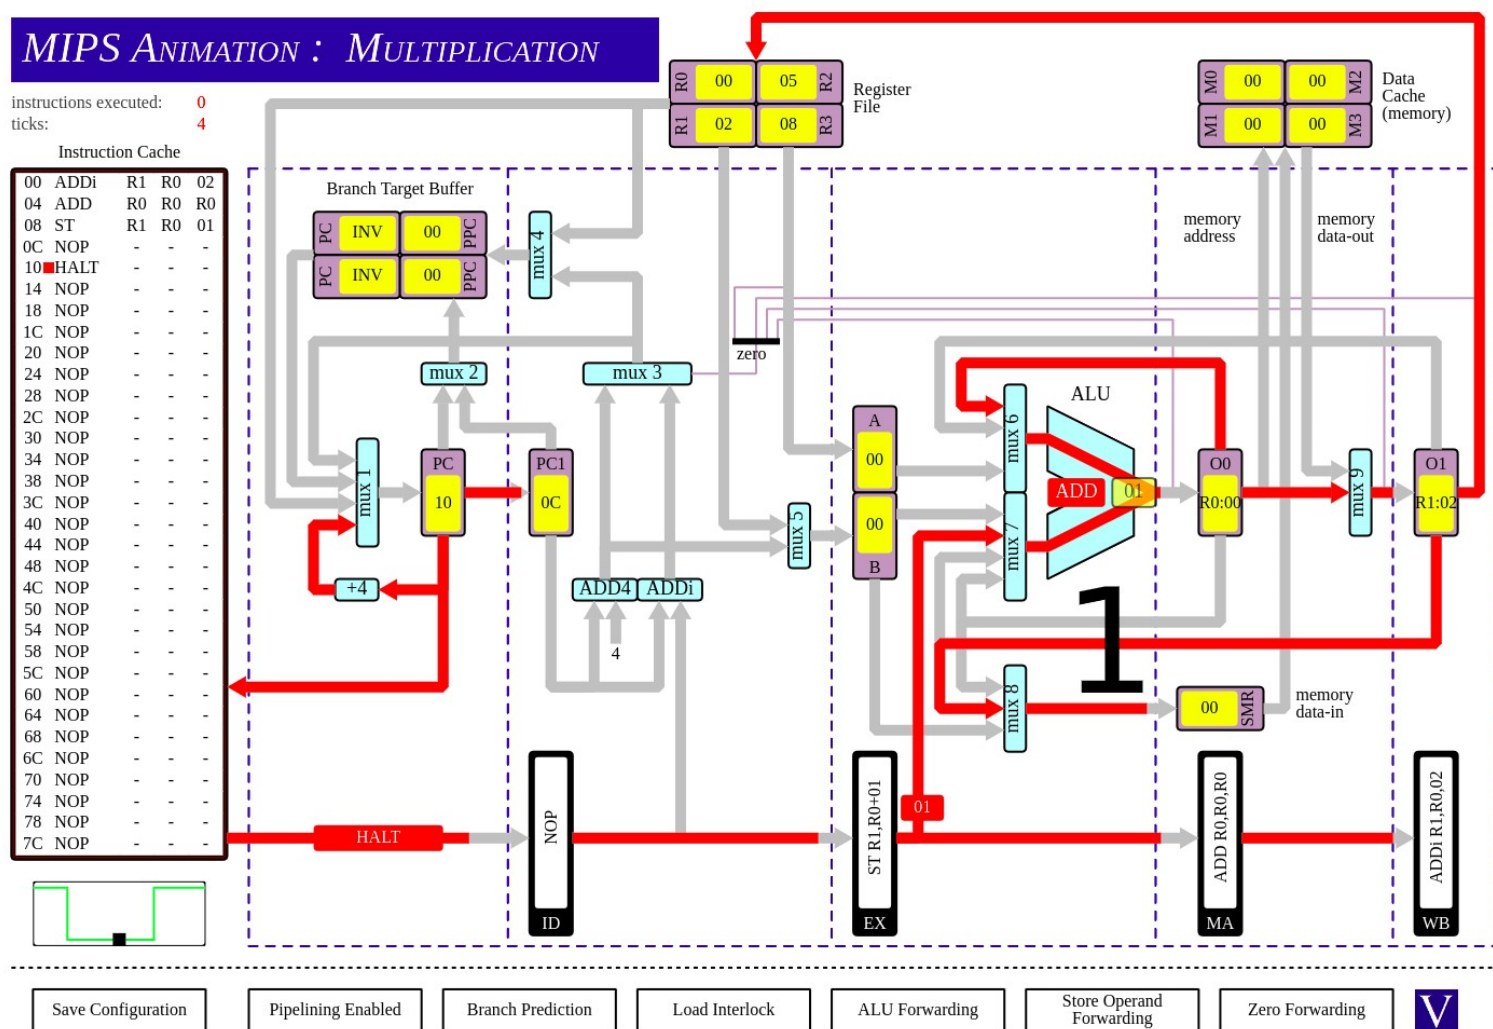 MIPS ANIMATION : MULTIPLICATION
instructions executed: 0
ticks: 4
Instruction Cache
00 ADDi R1 R0 02
04 ADD R0 R0 R0
08 ST R1 R0 01
0C NOP - - -
10 HALT - - -
14 NOP - - -
18 NOP - - -
1C NOP - - -
20 NOP - - -
24 NOP - - -
28 NOP - - -
2C NOP - - -
30 NOP - - -
34 NOP - - -
38 NOP - - -
3C NOP - - -
40 NOP - - -
44 NOP - - -
48 NOP - - -
4C NOP - - -
50 NOP - - -
54 NOP - - -
58 NOP - - -
5C NOP - - -
60 NOP - - -
64 NOP - - -
68 NOP - - -
6C NOP - - -
70 NOP - - -
74 NOP - - -
78 NOP - - -
7C NOP - - -
R0 00 05 R2
R1 02 08 R3
Register
File
M0 00 00 M2
M1 00 00 M3
Data
Cache
(memory)
Branch Target Buffer
PC INV 00 PPC
PC INV 00 PPC
mux 4
memory
address
memory
data-out
zero
mux 2
mux 3
mux 1
PC
10
PC1
0C
+4
ADD4
ADDi
4
mux 5
A
00
00
B
mux 6
mux 7
ALU
ADD
01
O0
R0:00
mux 9
O1
R1:02
1
mux 8
00
SMR
memory
data-in
HALT
NOP
ID
ST R1,R0+01
EX
01
ADD R0,R0,R0
MA
ADDi R1,R0,02
WB
Save Configuration
Pipelining Enabled
Branch Prediction
Load Interlock
ALU Forwarding
Store Operand
Forwarding
Zero Forwarding
V